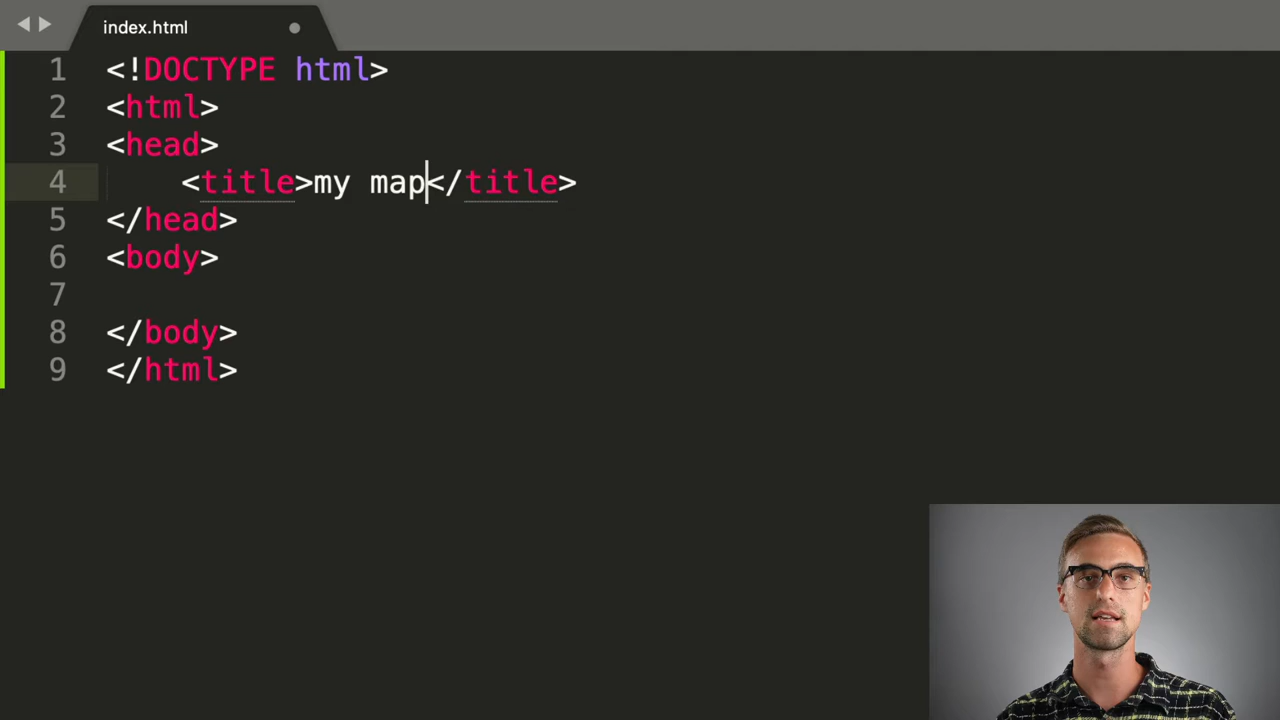 index.html
1 <!DOCTYPE html>
2 <html>
3 <head>
4     <title>my map</title>
5 </head>
6 <body>
7
8 </body>
9 </html>